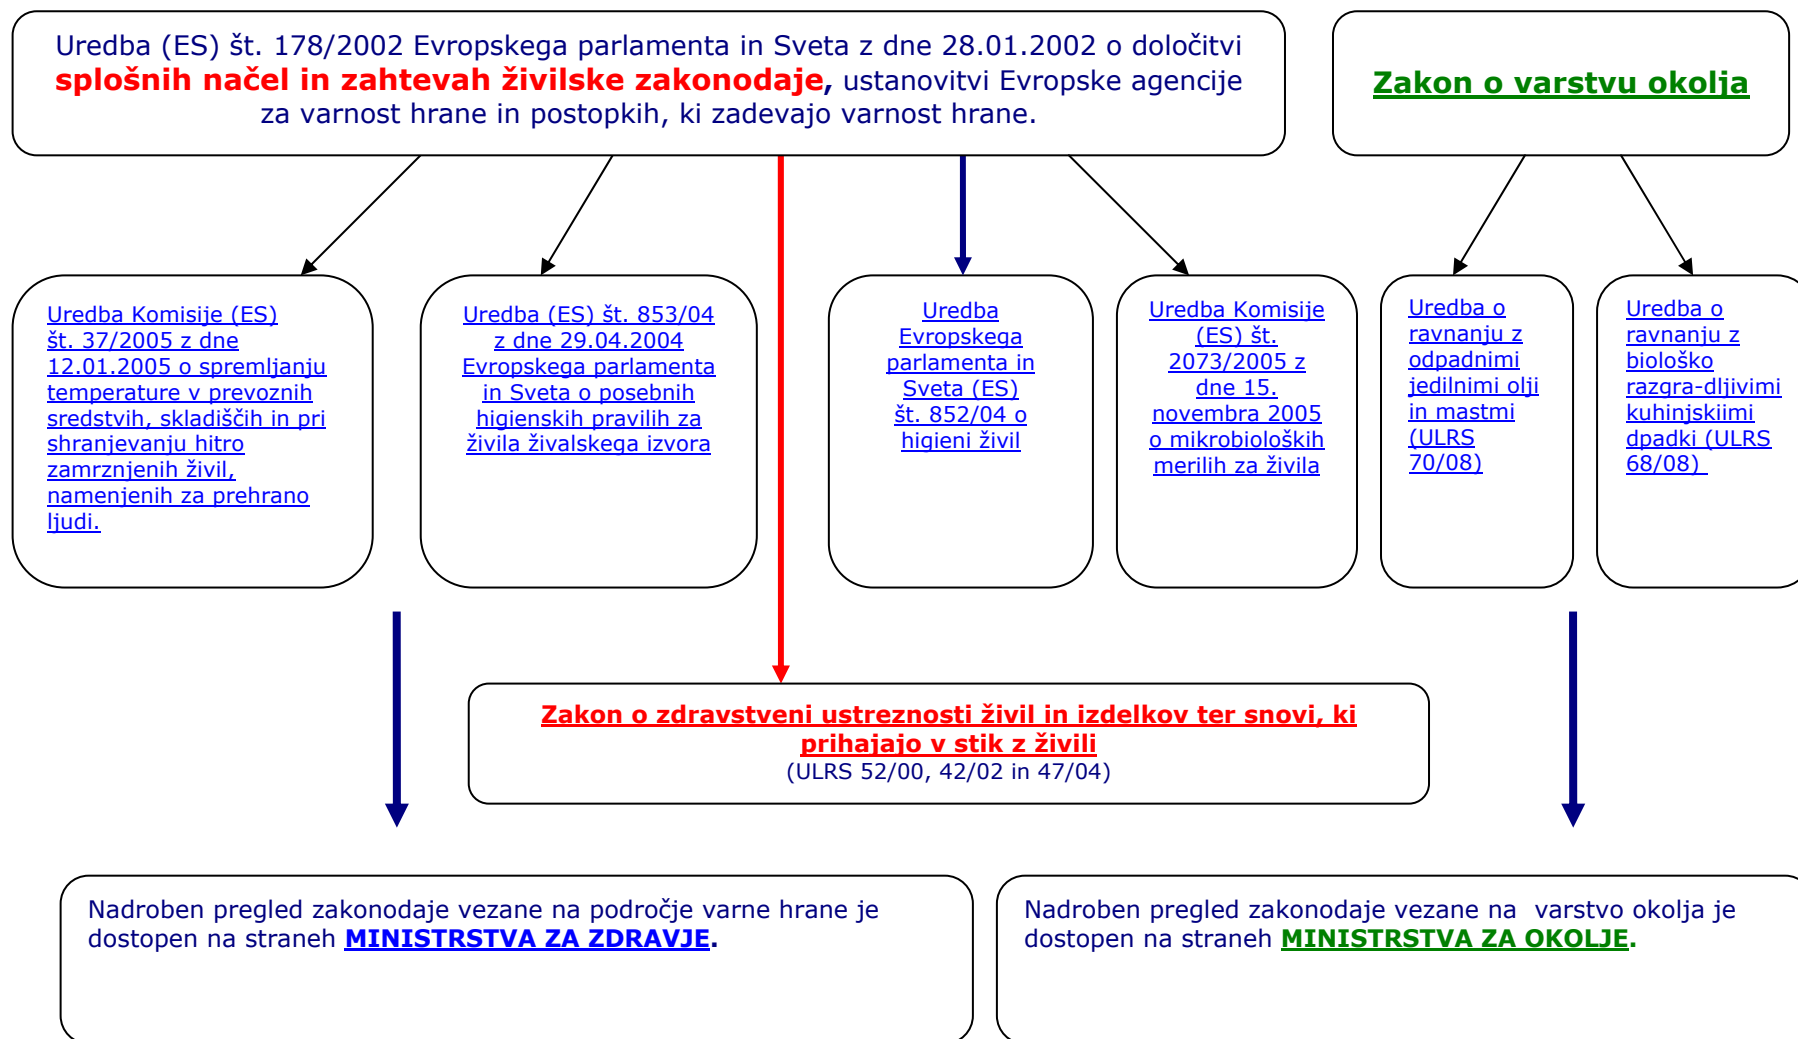 Uredba (ES) št. 178/2002 Evropskega parlamenta in Sveta z dne 28.01.2002 o določitvi
splošnih načel in zahtevah živilske zakonodaje, ustanovitvi Evropske agencije
za varnost hrane in postopkih, ki zadevajo varnost hrane.
Zakon o varstvu okolja
Uredba Komisije (ES)
št. 37/2005 z dne
12.01.2005 o spremljanju
temperature v prevoznih
sredstvih, skladiščih in pri
shranjevanju hitro
zamrznjenih živil,
namenjenih za prehrano
ljudi.
Uredba (ES) št. 853/04
z dne 29.04.2004
Evropskega parlamenta
in Sveta o posebnih
higienskih pravilih za
živila živalskega izvora
Uredba
Evropskega
parlamenta in
Sveta (ES)
št. 852/04 o
higieni živil
Uredba Komisije
(ES) št.
2073/2005 z
dne 15.
novembra 2005
o mikrobioloških
merilih za živila
Uredba o
ravnanju z
odpadnimi
jedilnimi olji
in mastmi
(ULRS
70/08)
Uredba o
ravnanju z
biološko
razgra-dljivimi
kuhinjskiimi
dpadki (ULRS
68/08)
Zakon o zdravstveni ustreznosti živil in izdelkov ter snovi, ki
prihajajo v stik z živili
(ULRS 52/00, 42/02 in 47/04)
Nadroben pregled zakonodaje vezane na področje varne hrane je
dostopen na straneh MINISTRSTVA ZA ZDRAVJE.
Nadroben pregled zakonodaje vezane na  varstvo okolja je
dostopen na straneh MINISTRSTVA ZA OKOLJE.